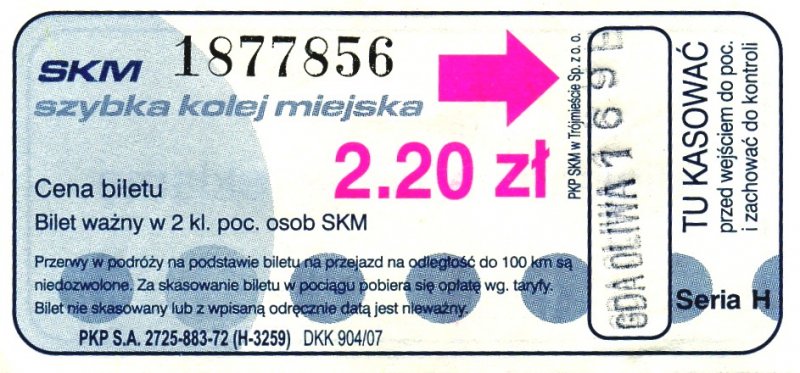 SKM 1877856
szybka kolej miejska
2.20 zł
Cena biletu
Bilet ważny w 2 kl. poc. osob SKM
Przerwy w podróży na podstawie biletu na przejazd na odległość do 100 km są
niedozwolone. Za skasowanie biletu w pociągu pobiera się opłatę wg. taryfy.
Bilet nie skasowany lub z wpisaną odręcznie datą jest nieważny.
PKP S.A. 2725-883-72 (H-3259) DKK 904/07
PKP SKM w Trójmieście Sp. z o. o.
GDAOLIWA 169
TU KASOWAĆ
przed wejściem do poc.
i zachować do kontroli
Seria H